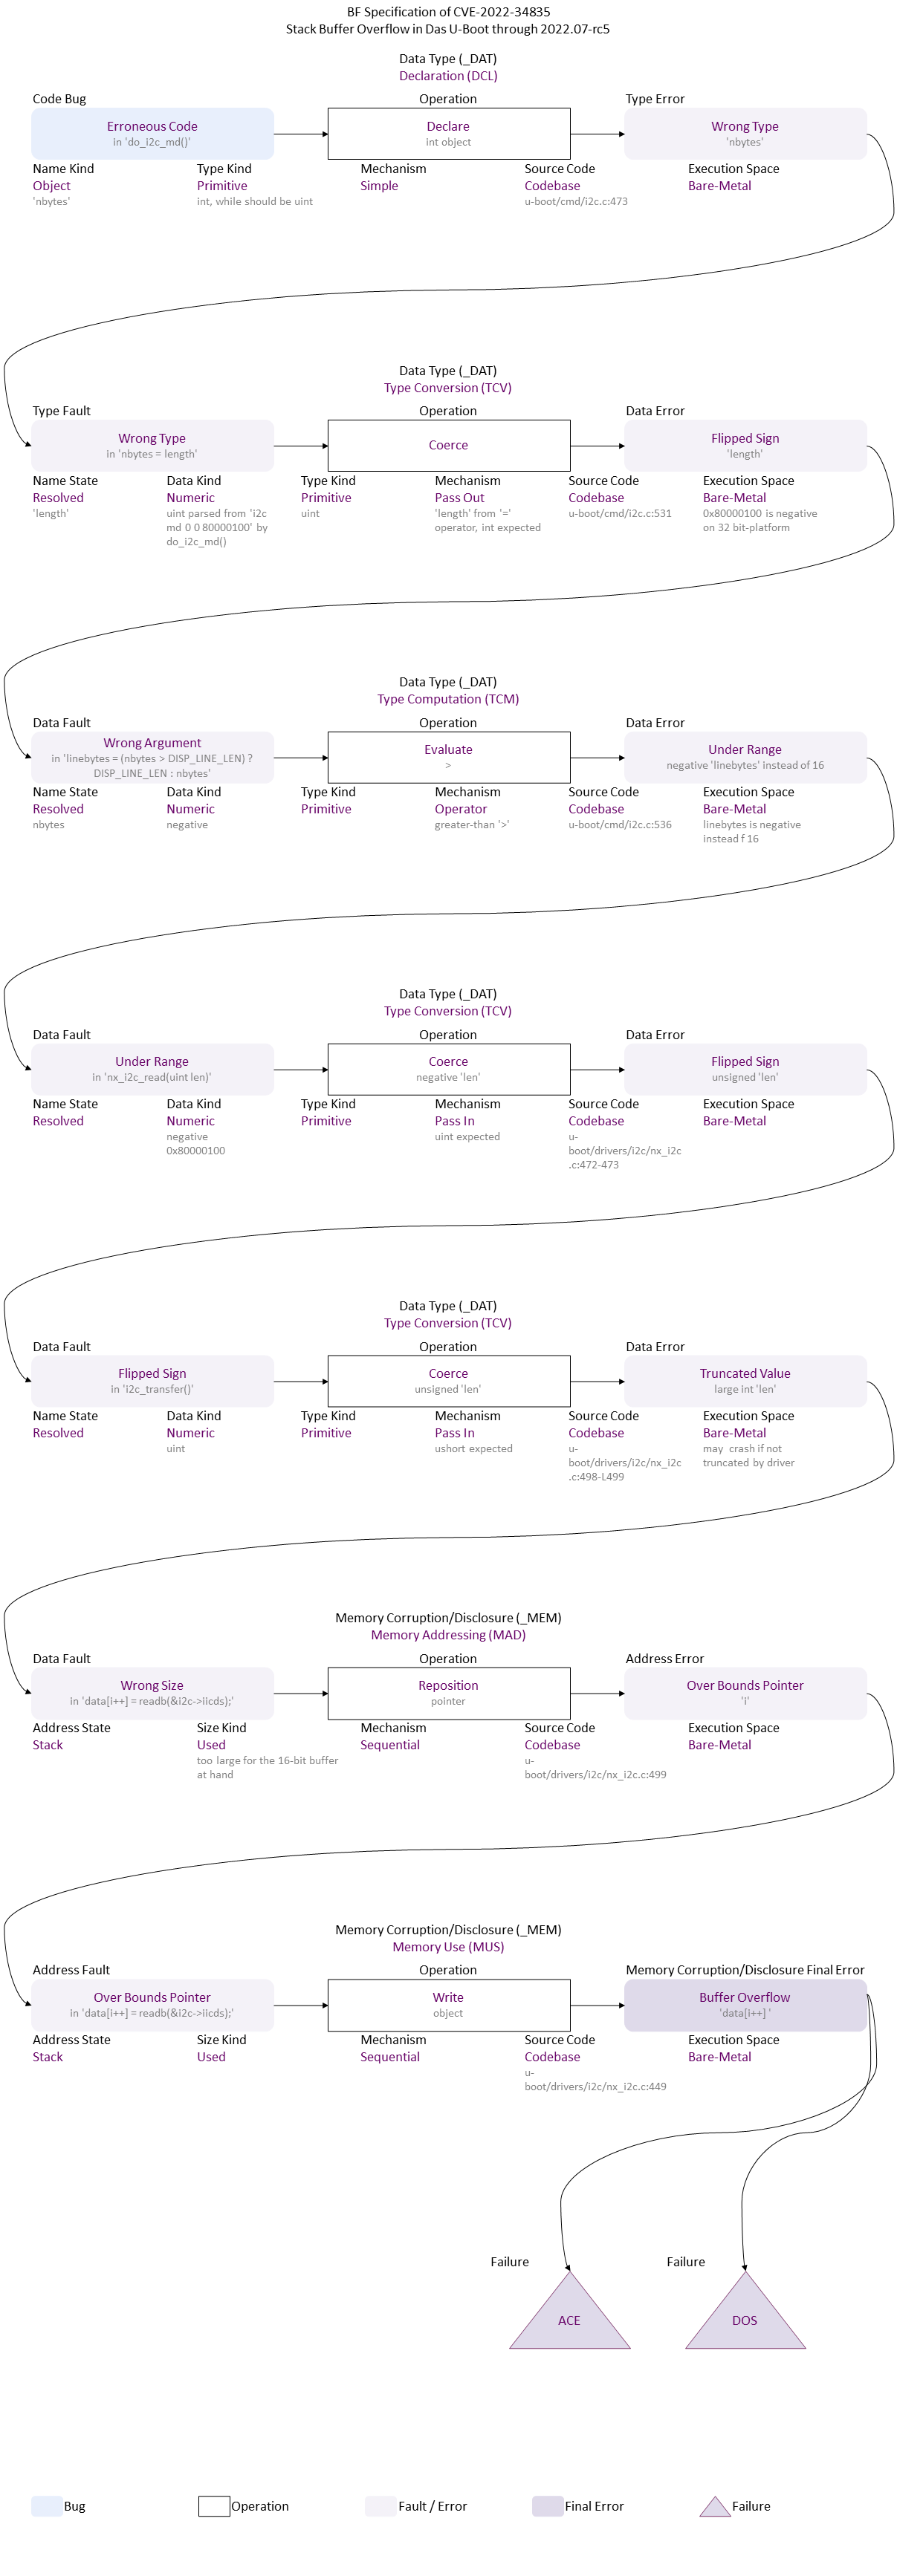 BF Specification of CVE-2022-34835
Stack Buffer Overflow in Das U-Boot through 2022.07-rc5
Data Type (_DAT)
Declaration (DCL)
Code Bug
Operation
Type Error
Erroneous Code
in 'do_i2c_md()'
Declare
int object
Wrong Type
'nbytes'
Name Kind
Type Kind
Mechanism
Source Code
Execution Space
Object
Primitive
Simple
Codebase
Bare-Metal
'nbytes'
int, while should be uint
u-boot/cmd/i2c.c:473
Data Type (_DAT)
Type Conversion (TCV)
Type Fault
Operation
Data Error
Wrong Type
in 'nbytes = length'
Coerce
Flipped Sign
'length'
Name State
Data Kind
Type Kind
Mechanism
Source Code
Execution Space
Resolved
Numeric
Primitive
Pass Out
Codebase
Bare-Metal
'length'
uint parsed from 'i2c
md 0 0 80000100' by
do_i2c_md()
uint
'length' from '='
operator, int expected
u-boot/cmd/i2c.c:531
0x80000100 is negative
on 32 bit-platform
Data Type (_DAT)
Type Computation (TCM)
Data Fault
Operation
Data Error
Wrong Argument
in 'linebytes = (nbytes > DISP_LINE_LEN) ?
DISP_LINE_LEN : nbytes'
Evaluate
>
Under Range
negative 'linebytes' instead of 16
Name State
Data Kind
Type Kind
Mechanism
Source Code
Execution Space
Resolved
Numeric
Primitive
Operator
Codebase
Bare-Metal
nbytes
negative
greater-than '>'
u-boot/cmd/i2c.c:536
linebytes is negative
instead f 16
Data Type (_DAT)
Type Conversion (TCV)
Data Fault
Operation
Data Error
Under Range
in 'nx_i2c_read(uint len)'
Coerce
negative 'len'
Flipped Sign
unsigned 'len'
Name State
Data Kind
Type Kind
Mechanism
Source Code
Execution Space
Resolved
Numeric
Primitive
Pass In
Codebase
Bare-Metal
negative
0x80000100
uint expected
u-
boot/drivers/i2c/nx_i2c
.c:472-473
Data Type (_DAT)
Type Conversion (TCV)
Data Fault
Operation
Data Error
Flipped Sign
in 'i2c_transfer()'
Coerce
unsigned 'len'
Truncated Value
large int 'len'
Name State
Data Kind
Type Kind
Mechanism
Source Code
Execution Space
Resolved
Numeric
Primitive
Pass In
Codebase
Bare-Metal
uint
ushort expected
u-
boot/drivers/i2c/nx_i2c
.c:498-L499
may crash if not
truncated by driver
Memory Corruption/Disclosure (_MEM)
Memory Addressing (MAD)
Data Fault
Operation
Address Error
Wrong Size
in 'data[i++] = readb(&i2c->iicds);'
Reposition
pointer
Over Bounds Pointer
'i'
Address State
Size Kind
Mechanism
Source Code
Execution Space
Stack
Used
Sequential
Codebase
Bare-Metal
too large for the 16-bit buffer
at hand
u-
boot/drivers/i2c/nx_i2c.c:499
Memory Corruption/Disclosure (_MEM)
Memory Use (MUS)
Address Fault
Operation
Memory Corruption/Disclosure Final Error
Over Bounds Pointer
in 'data[i++] = readb(&i2c->iicds);'
Write
object
Buffer Overflow
'data[i++] '
Address State
Size Kind
Mechanism
Source Code
Execution Space
Stack
Used
Sequential
Codebase
Bare-Metal
u-
boot/drivers/i2c/nx_i2c.c:449
Failure
Failure
ACE
DOS
Bug
Operation
Fault / Error
Final Error
Failure